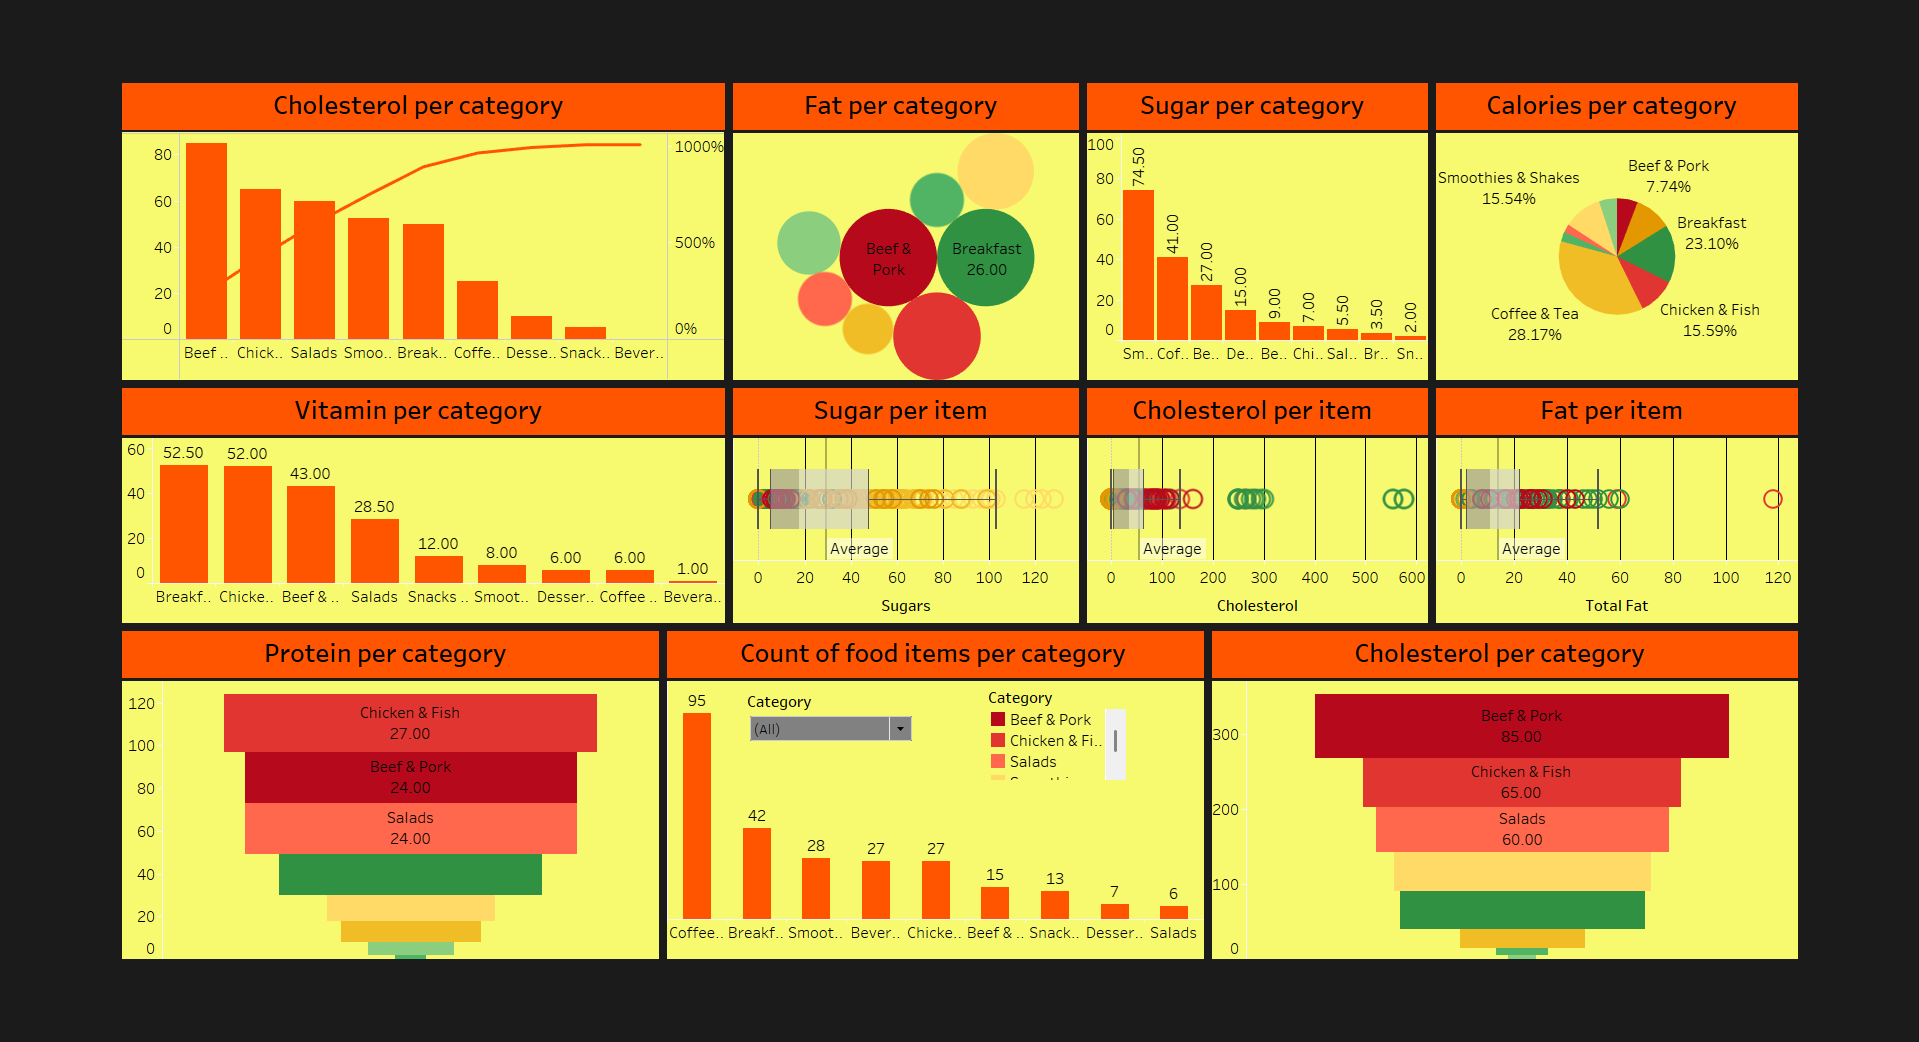 Cholesterol per category
80
60
40
20
0
1000%
500%
0%
Beef ..
Chick..
Salads
Smoo..
Break..
Coffe..
Desse..
Snack..
Bever..
Fat per category
Beef &
Pork
Breakfast
26.00
Sugar per category
100
80
60
40
20
0
74.50
41.00
27.00
15.00
9.00
7.00
5.50
3.50
2.00
Sm..
Cof..
Be..
De..
Be..
Chi..
Sal..
Br..
Sn..
Calories per category
Beef & Pork
7.74%
Smoothies & Shakes
15.54%
Breakfast
23.10%
Coffee & Tea
28.17%
Chicken & Fish
15.59%
Vitamin per category
60
40
20
0
52.50
52.00
43.00
28.50
12.00
8.00
6.00
6.00
1.00
Breakf..
Chicke..
Beef & ..
Salads
Snacks ..
Smoot..
Desser..
Coffee ..
Bevera..
Sugar per item
Average
0
20
40
60
80
100
120
Sugars
Cholesterol per item
Average
0
100
200
300
400
500
600
Cholesterol
Fat per item
Average
0
20
40
60
80
100
120
Total Fat
Protein per category
120
100
80
60
40
20
0
Chicken & Fish
27.00
Beef & Pork
24.00
Salads
24.00
Count of food items per category
95
42
28
27
27
15
13
7
6
Category
(All)
Category
Beef & Pork
Chicken & Fi..
Salads
Coffee..
Breakf..
Smoot..
Bever..
Chicke..
Beef & ..
Snack..
Desser..
Salads
Cholesterol per category
300
200
100
0
Beef & Pork
85.00
Chicken & Fish
65.00
Salads
60.00